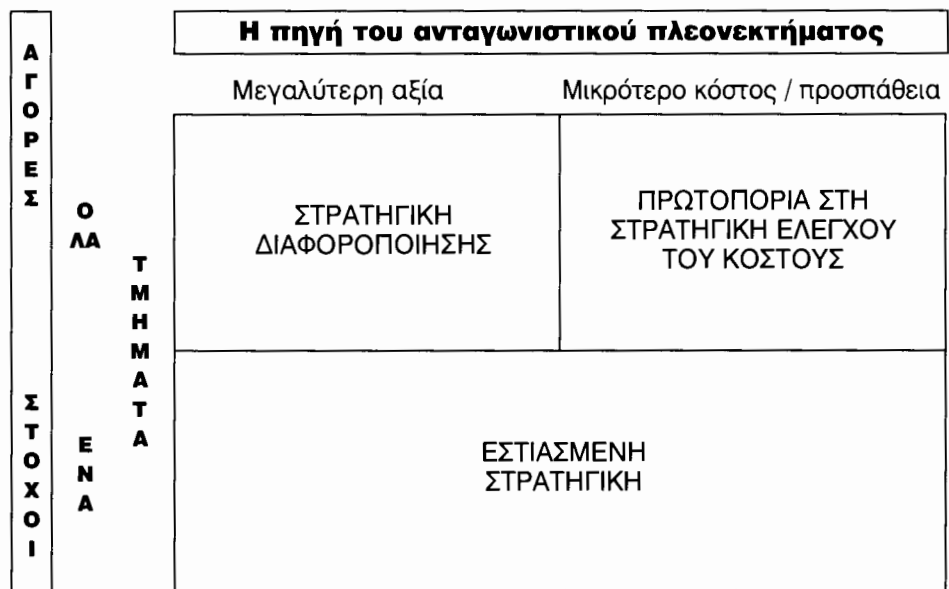 Η πηγή του ανταγωνιστικού πλεονεκτήματος
Μεγαλύτερη αξία
Μικρότερο κόστος / προσπάθεια
ΑΓΟΡΕΣ
ΣΤΟΧΟΙ
Ο
ΛΑ
ΕΝΑ
ΤΜΗΜΑΤΑ
ΣΤΡΑΤΗΓΙΚΗ
ΔΙΑΦΟΡΟΠΟΙΗΣΗΣ
ΠΡΩΤΟΠΟΡΙΑ ΣΤΗ
ΣΤΡΑΤΗΓΙΚΗ ΕΛΕΓΧΟΥ
ΤΟΥ ΚΟΣΤΟΥΣ
ΕΣΤΙΑΣΜΕΝΗ
ΣΤΡΑΤΗΓΙΚΗ